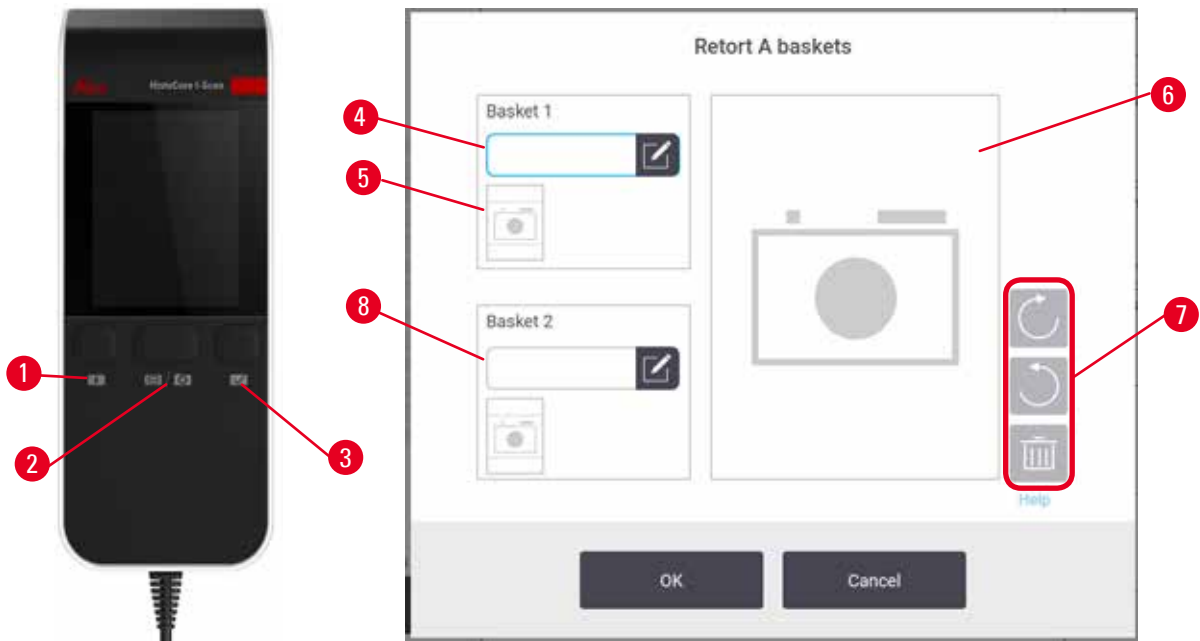 Leica
HistoCore I-Scan
1
2
3
Retort A baskets
Basket 1
4
5
6
Basket 2
8
7
Help
OK
Cancel